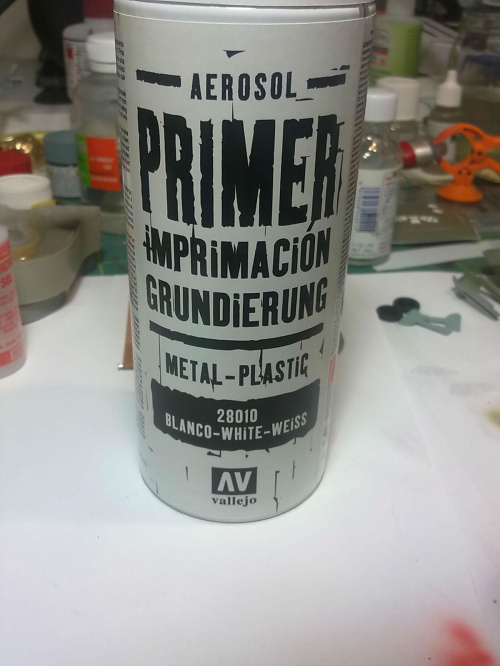 AEROSOL
PRIMER
iMPRiMACiÓN
GRUNDiERUNG
METAL-PLASTiC
28010
BLANCO-WHiTE-WEiSS
AV
vallejo